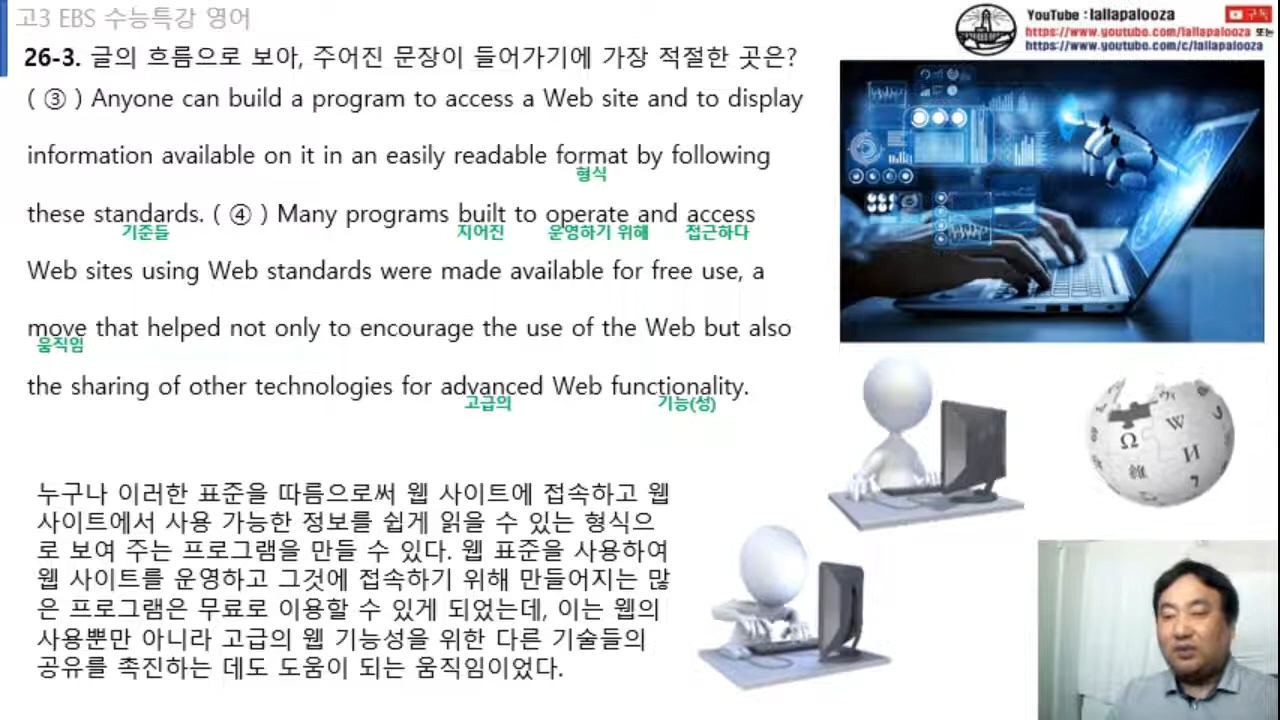 고3 EBS 수능특강 영어
YouTube : lallapalooza
구독
https://www.youtube.com/lallapalooza 또는
https://www.youtube.com/c/lallapalooza
26-3. 글의 흐름으로 보아, 주어진 문장이 들어가기에 가장 적절한 곳은?
( ③ ) Anyone can build a program to access a Web site and to display
information available on it in an easily readable format by following
형식
these standards. ( ④ ) Many programs built to operate and access
기준들 지어진 운영하기 위해 접근하다
Web sites using Web standards were made available for free use, a
move that helped not only to encourage the use of the Web but also
움직임
the sharing of other technologies for advanced Web functionality.
고급의 기능(성)
누구나 이러한 표준을 따름으로써 웹 사이트에 접속하고 웹
사이트에서 사용 가능한 정보를 쉽게 읽을 수 있는 형식으
로 보여 주는 프로그램을 만들 수 있다. 웹 표준을 사용하여
웹 사이트를 운영하고 그것에 접속하기 위해 만들어지는 많
은 프로그램은 무료로 이용할 수 있게 되었는데, 이는 웹의
사용뿐만 아니라 고급의 웹 기능성을 위한 다른 기술들의
공유를 촉진하는 데도 도움이 되는 움직임이었다.
Ω W И 維 7